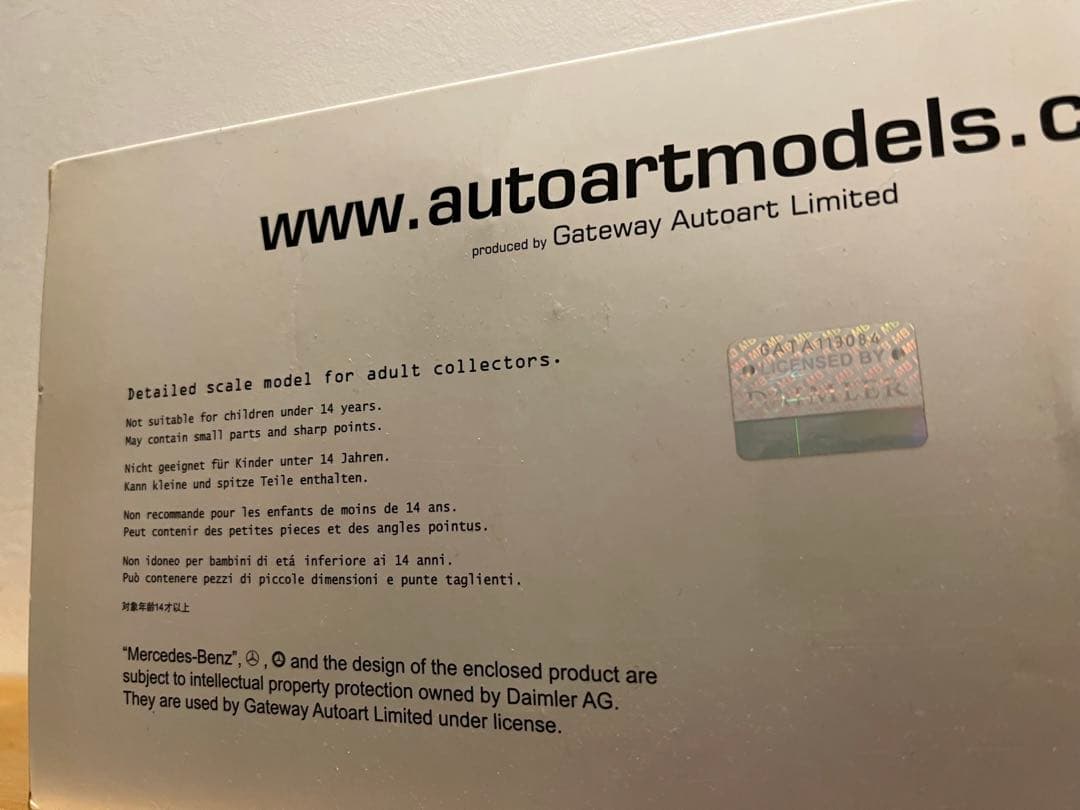 www.autoartmodels.c
produced by Gateway Autoart Limited
GATA119084
LICENSED BY
DAIMLER
Detailed scale model for adult collectors.
Not suitable for children under 14 years.
May contain small parts and sharp points.
Nicht geeignet für Kinder unter 14 Jahren.
Kann kleine und spitze Teile enthalten.
Non recommande pour les enfants de moins de 14 ans.
Peut contenir des petites pieces et des angles pointus.
Non idoneo per bambini di etá inferiore ai 14 anni.
Può contenere pezzi di piccole dimensioni e punte taglienti.
対象年齢14才以上
"Mercedes-Benz", , and the design of the enclosed product are
subject to intellectual property protection owned by Daimler AG.
They are used by Gateway Autoart Limited under license.